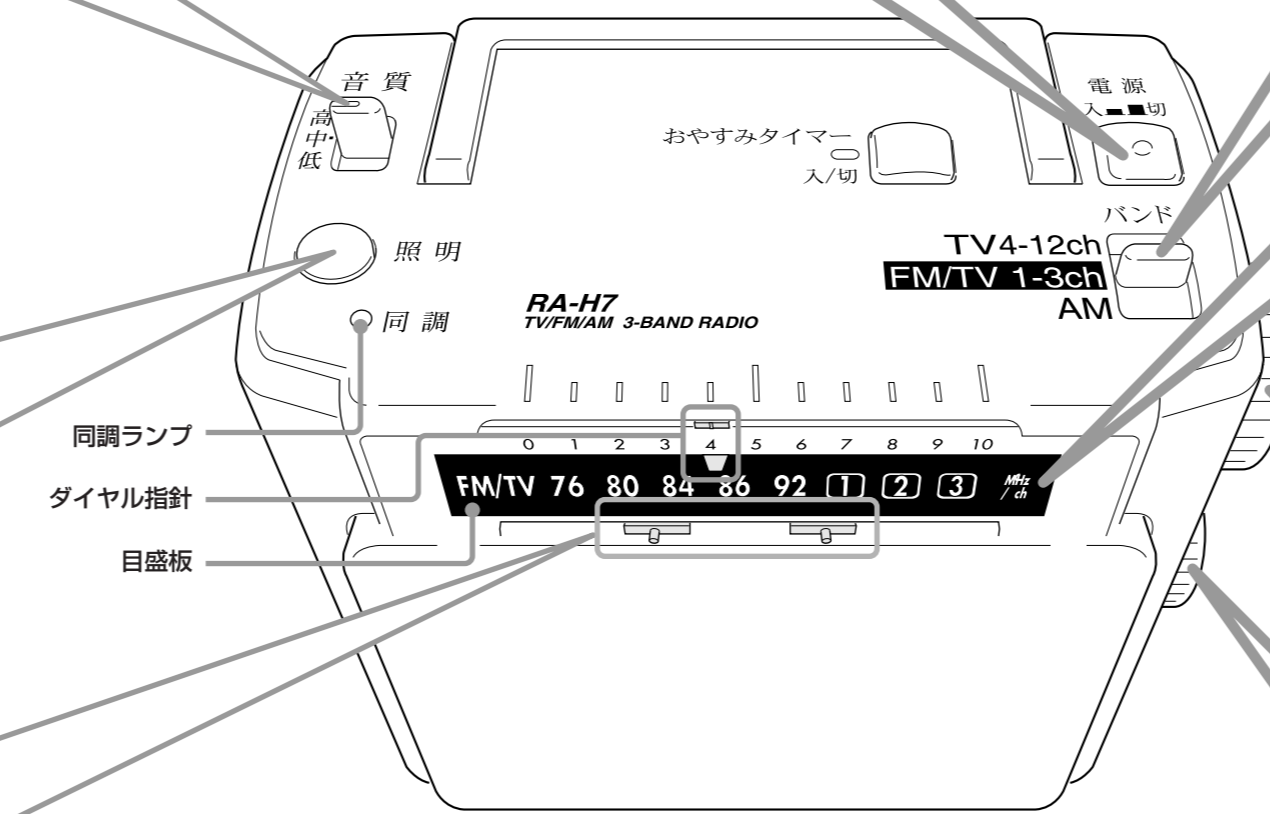 音質
高
中・
低
おやすみタイマー
入/切
電源
入 切
バンド
TV4-12ch
FM/TV 1-3ch
AM
照明
同調
RA-H7
TV/FM/AM 3-BAND RADIO
同調ランプ
ダイヤル指針
目盛板
0 1 2 3 4 5 6 7 8 9 10
FM/TV 76 80 84 86 92 1 2 3 MHz/ch